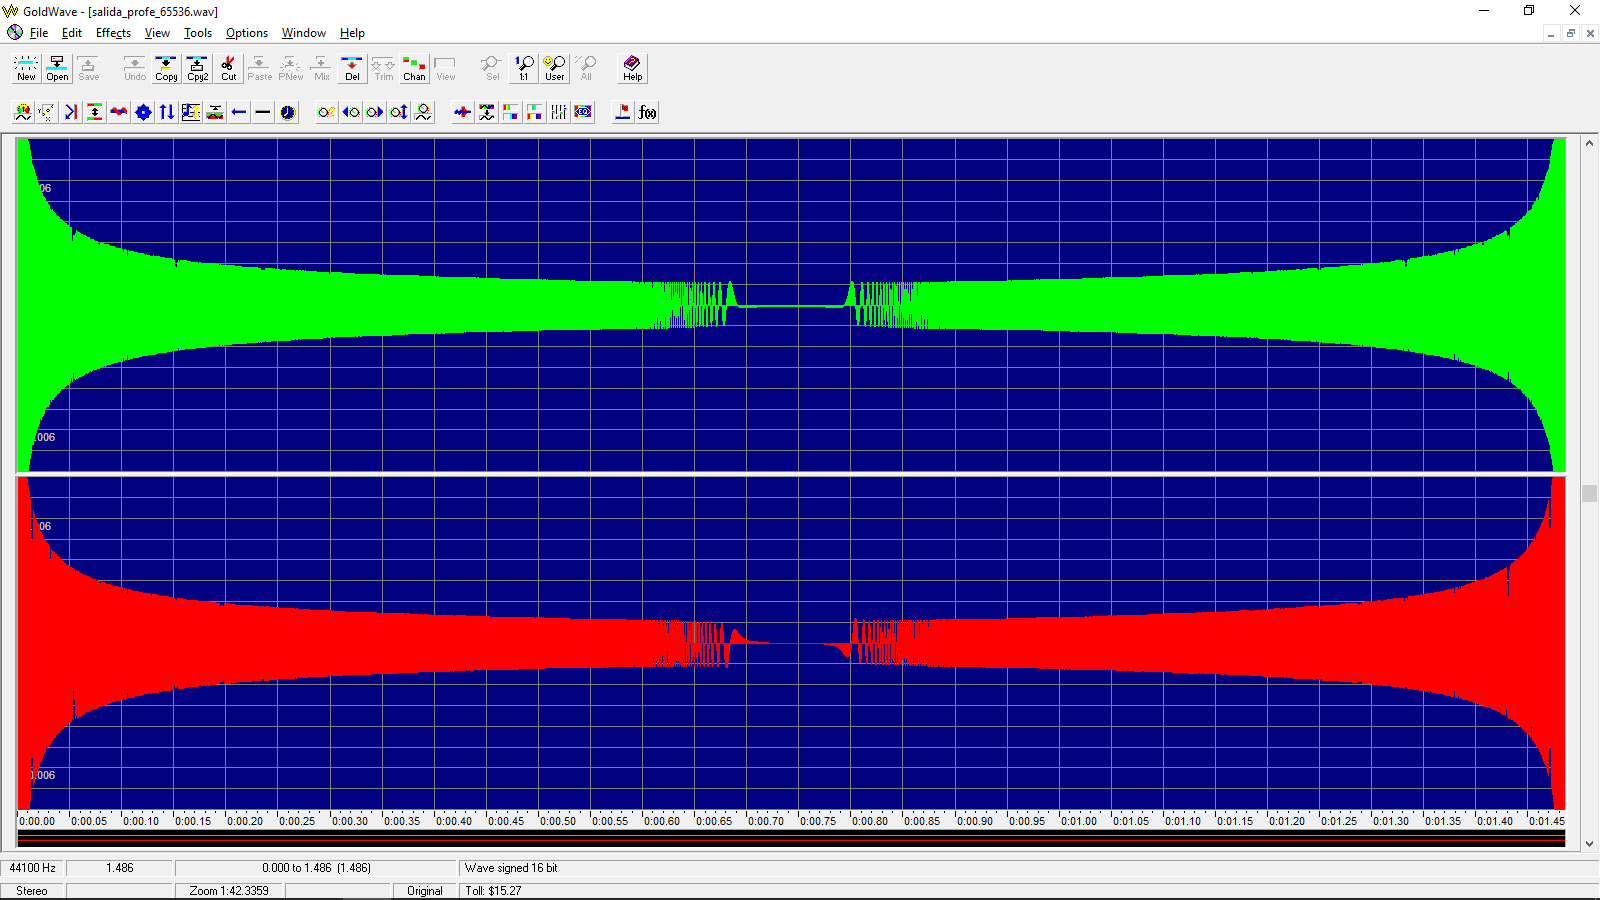 GoldWave - [salida_profe_65536.wav]
File Edit Effects View Tools Options Window Help
New Open Save Undo Copy Cpy2 Cut Paste PNew Mix Del Trim Chan View Sel 1:1 User All Help
f(x)
06
.006
06
.006
0:00.00 0:00.05 0:00.10 0:00.15 0:00.20 0:00.25 0:00.30 0:00.35 0:00.40 0:00.45 0:00.50 0:00.55 0:00.60 0:00.65 0:00.70 0:00.75 0:00.80 0:00.85 0:00.90 0:00.95 0:01.00 0:01.05 0:01.10 0:01.15 0:01.20 0:01.25 0:01.30 0:01.35 0:01.40 0:01.45
44100 Hz 1.486 0.000 to 1.486 (1.486) Wave signed 16 bit
Stereo Zoom 1:42.3359 Original Toll: $15.27